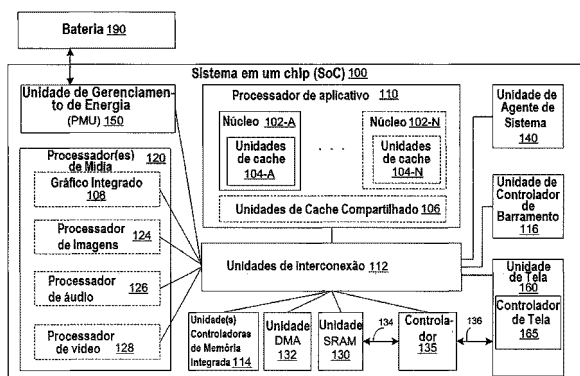 Bateria 190
Sistema em um chip (SoC) 100
Unidade de Gerenciame-
nto de Energia
(PMU) 150
Processador de aplicativo 110
Núcleo 102-A
Unidades
de cache
104-A
. . .
Núcleo 102-N
Unidades
de cache
104-N
Unidades de Cache Compartilhado 106
Unidade de
Agente de
Sistema
140
Processador(es) 120
de Mídia
Gráfico Integrado
108
Processador
de Imagens 124
Processador
de áudio 126
Processador
de vídeo 128
Unidade de
Controlador
de
Barramento
116
Unidades de interconexão 112
Unidade
de Tela
160
Controlador
de Tela
165
Unidade(s)
Controladoras
de Memória
Integrada 114
Unidade
DMA
132
Unidade
SRAM
130
134
Controla-
dor
135
136